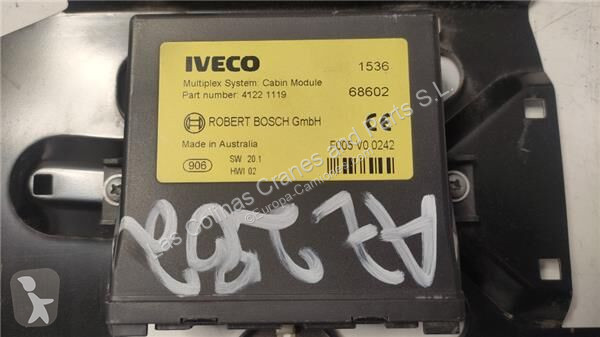 IVECO
1536
Multiplex System: Cabin Module
Part number: 4122 1119
68602
ROBERT BOSCH GmbH
CE
Made in Australia
F005 V0 0242
906
SW 20.1
HWI 02
Las Lomas Cranes and Parts S.L.